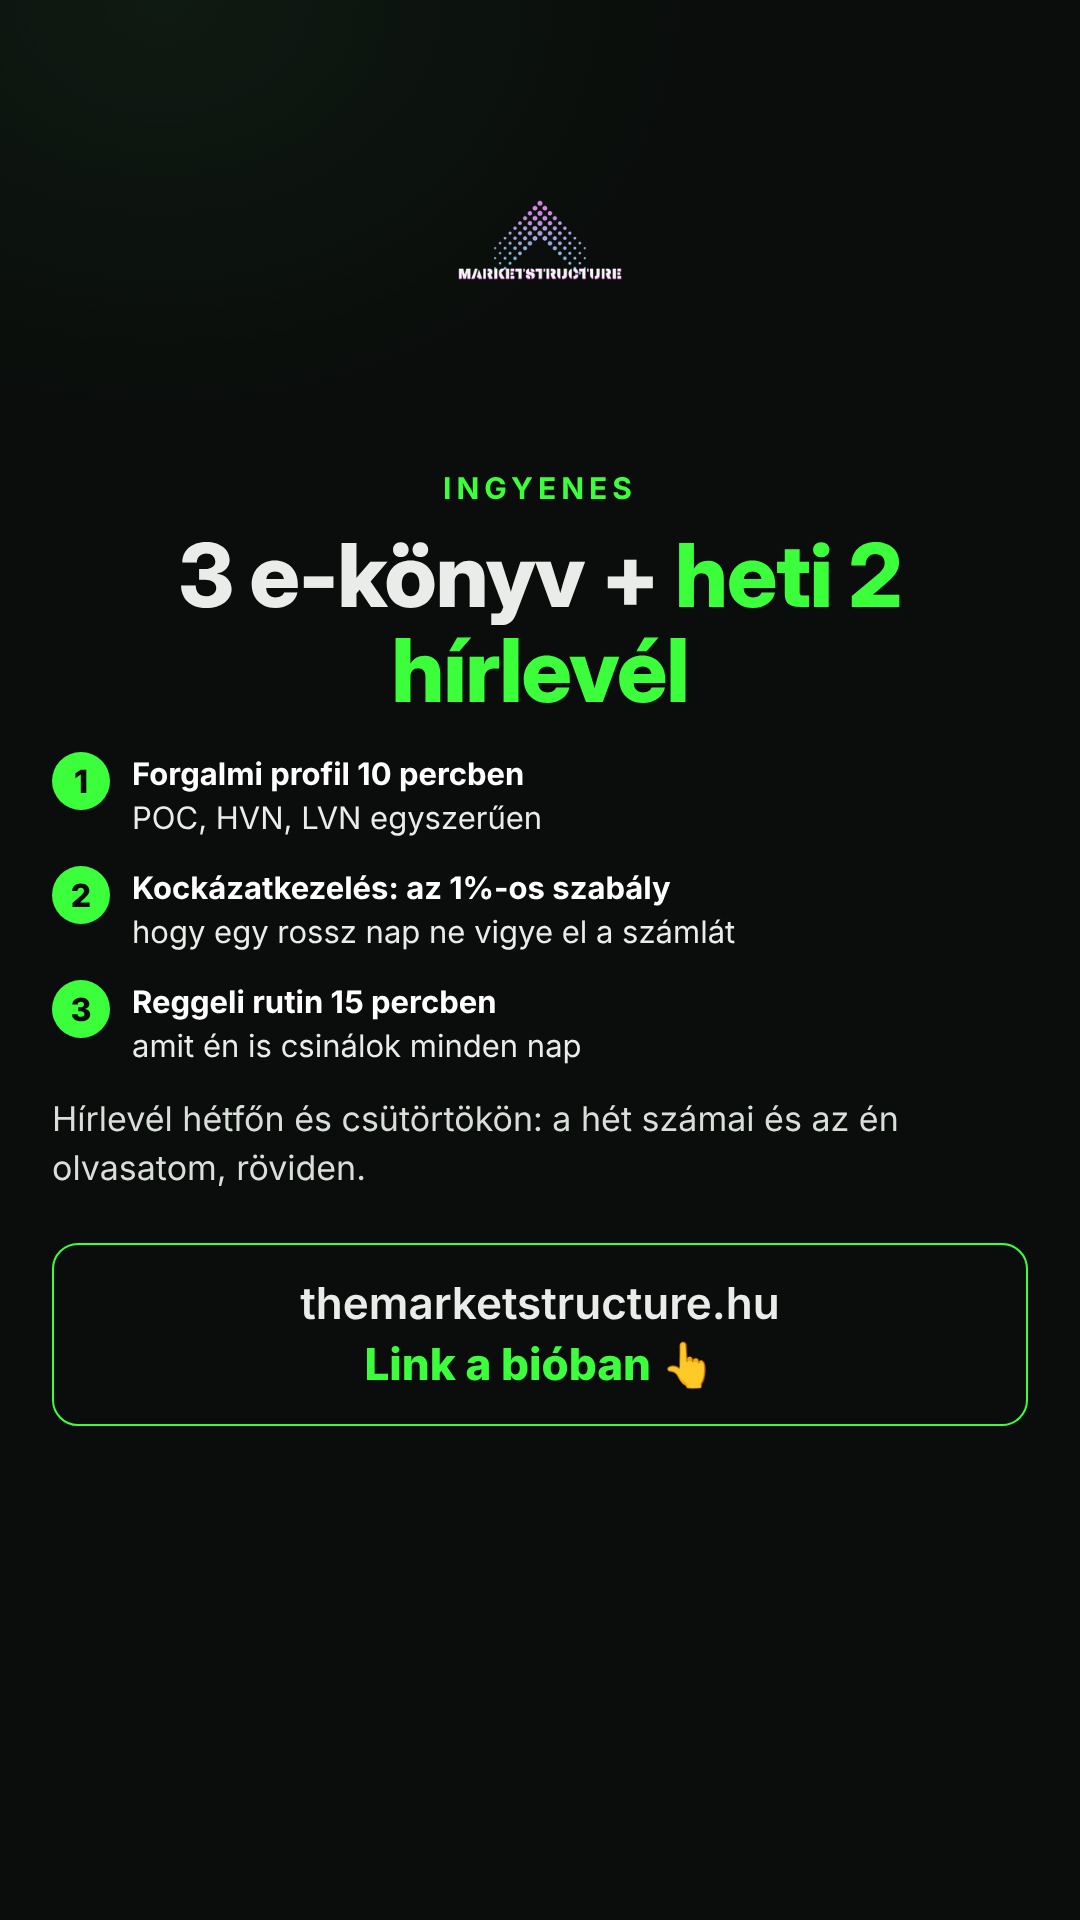 MARKETSTRUCTURE
INGYENES
3 e-könyv + heti 2
hírlevél
1
Forgalmi profil 10 percben
POC, HVN, LVN egyszerűen
2
Kockázatkezelés: az 1%-os szabály
hogy egy rossz nap ne vigye el a számlát
3
Reggeli rutin 15 percben
amit én is csinálok minden nap
Hírlevél hétfőn és csütörtökön: a hét számai és az én
olvasatom, röviden.
themarketstructure.hu
Link a bióban 👆